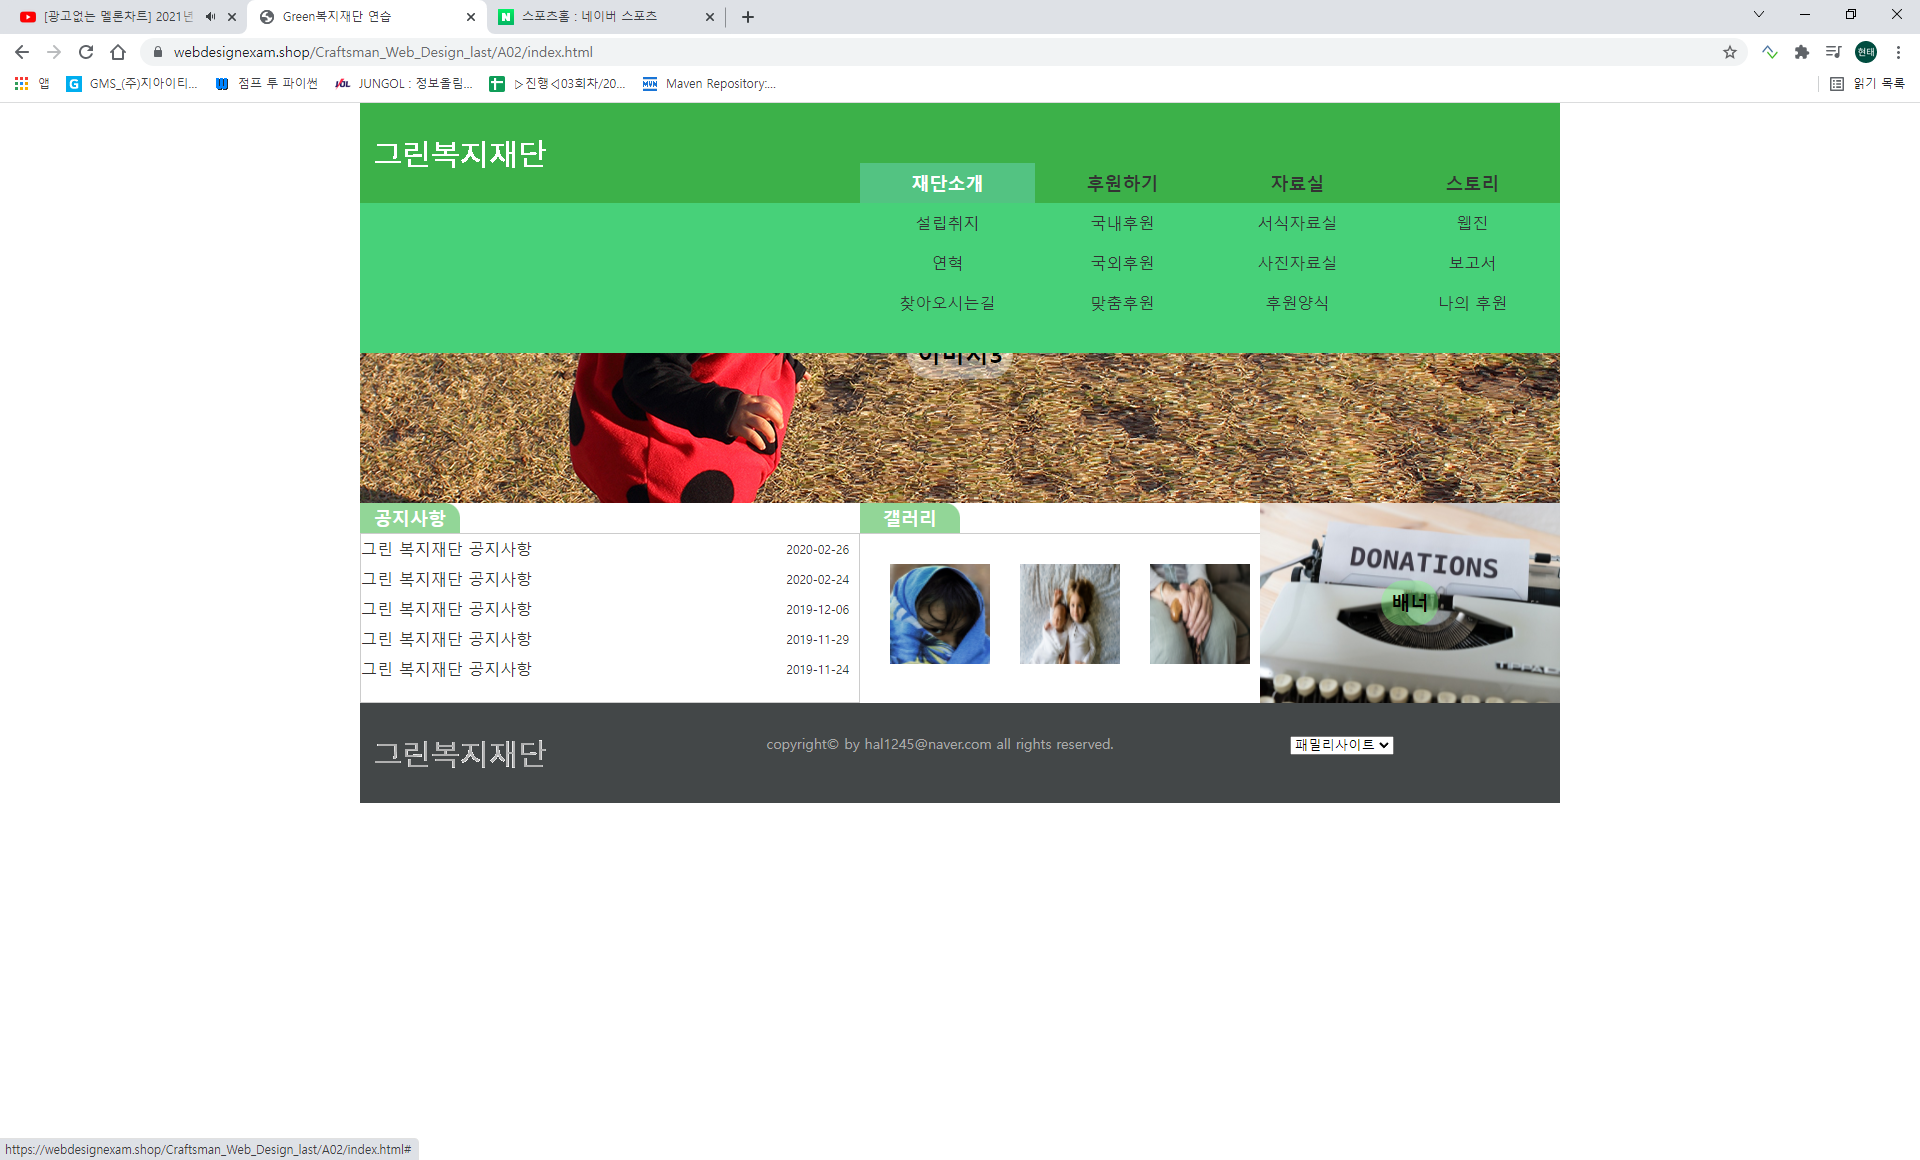 [광고없는 멜론차트] 2021년
Green복지재단 연습
스포츠홈 : 네이버 스포츠
webdesignexam.shop/Craftsman_Web_Design_last/A02/index.html
현태
앱
GMS_(주)지아이티...
점프 투 파이썬
JUNGOL : 정보올림...
▷진행◁03회차/20...
Maven Repository:...
읽기 목록
그린복지재단
재단소개 후원하기 자료실 스토리
설립취지 국내후원 서식자료실 웹진
연혁 국외후원 사진자료실 보고서
찾아오시는길 맞춤후원 후원양식 나의 후원
이미지3
공지사항
그린 복지재단 공지사항 2020-02-26
그린 복지재단 공지사항 2020-02-24
그린 복지재단 공지사항 2019-12-06
그린 복지재단 공지사항 2019-11-29
그린 복지재단 공지사항 2019-11-24
갤러리
DONATIONS
배너
그린복지재단
copyright© by hal1245@naver.com all rights reserved.
패밀리사이트
https://webdesignexam.shop/Craftsman_Web_Design_last/A02/index.html#